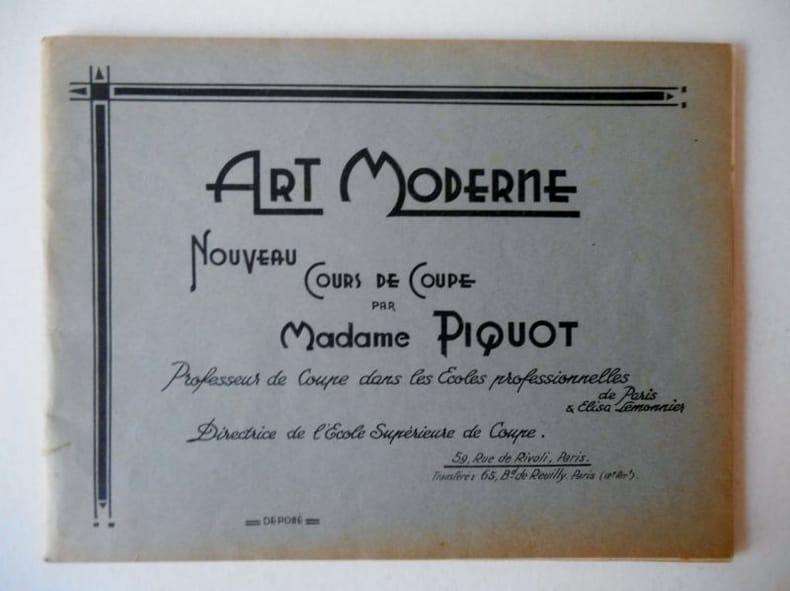 ART MODERNE
NOUVEAU
COURS DE COUPE
PAR
Madame PIQUOT
Professeur de Coupe dans les Ecoles professionnelles
de Paris
& Elisa Lemonnier
Directrice de l'Ecole Supérieure de Coupe.
59, Rue de Rivoli, Paris.
Transféré: 65, Bd de Reuilly. Paris (12e Arrt).
DEPOSÉ